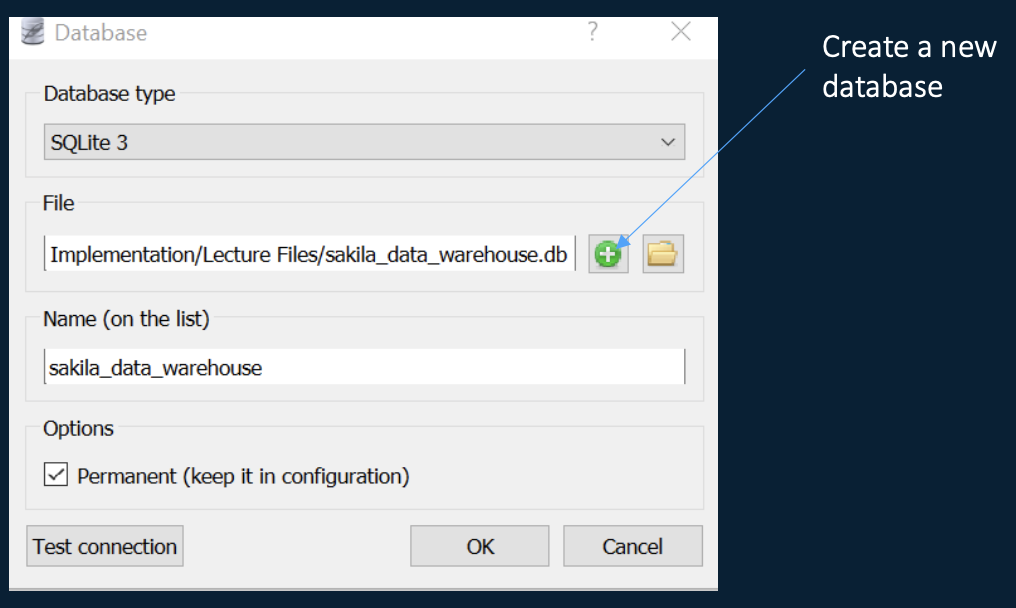 Database
?
Create a new
database
Database type
SQLite 3
File
Implementation/Lecture Files/sakila_data_warehouse.db
Name (on the list)
sakila_data_warehouse
Options
Permanent (keep it in configuration)
Test connection
OK
Cancel